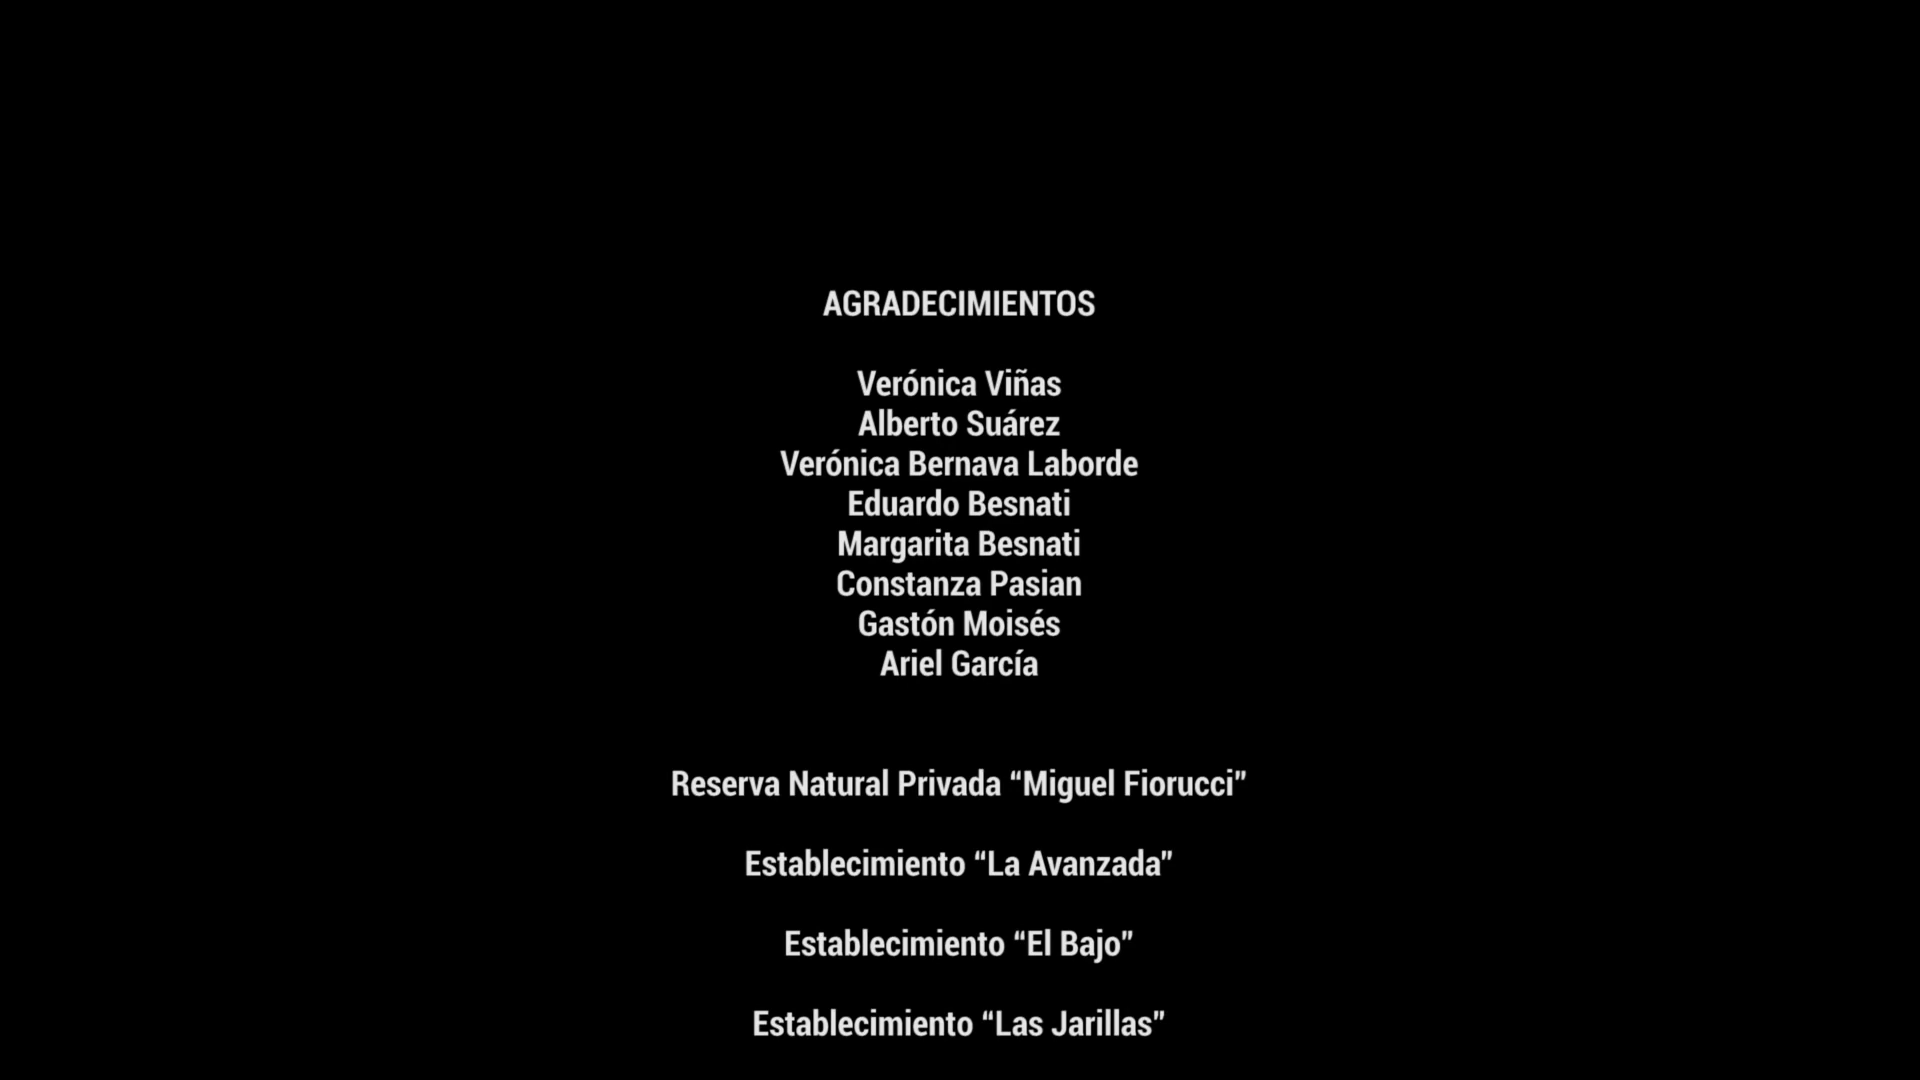 AGRADECIMIENTOS
Verónica Viñas
Alberto Suárez
Verónica Bernava Laborde
Eduardo Besnati
Margarita Besnati
Constanza Pasian
Gastón Moisés
Ariel García
Reserva Natural Privada “Miguel Fiorucci”
Establecimiento “La Avanzada”
Establecimiento “El Bajo”
Establecimiento “Las Jarillas”